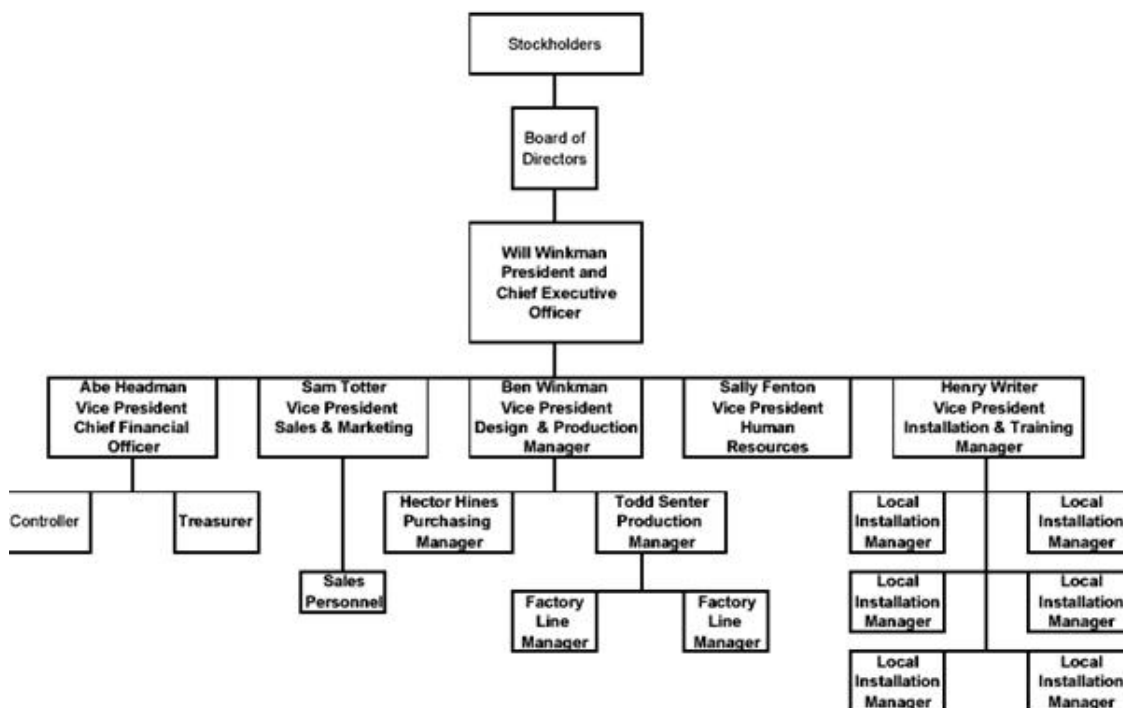 Stockholders
Board of
Directors
Will Winkman
President and
Chief Executive
Officer
Abe Headman
Vice President
Chief Financial
Officer
Sam Totter
Vice President
Sales & Marketing
Ben Winkman
Vice President
Design & Production
Manager
Sally Fenton
Vice President
Human
Resources
Henry Writer
Vice President
Installation & Training
Manager
Controller
Treasurer
Sales
Personnel
Hector Hines
Purchasing
Manager
Todd Senter
Production
Manager
Factory
Line
Manager
Factory
Line
Manager
Local
Installation
Manager
Local
Installation
Manager
Local
Installation
Manager
Local
Installation
Manager
Local
Installation
Manager
Local
Installation
Manager